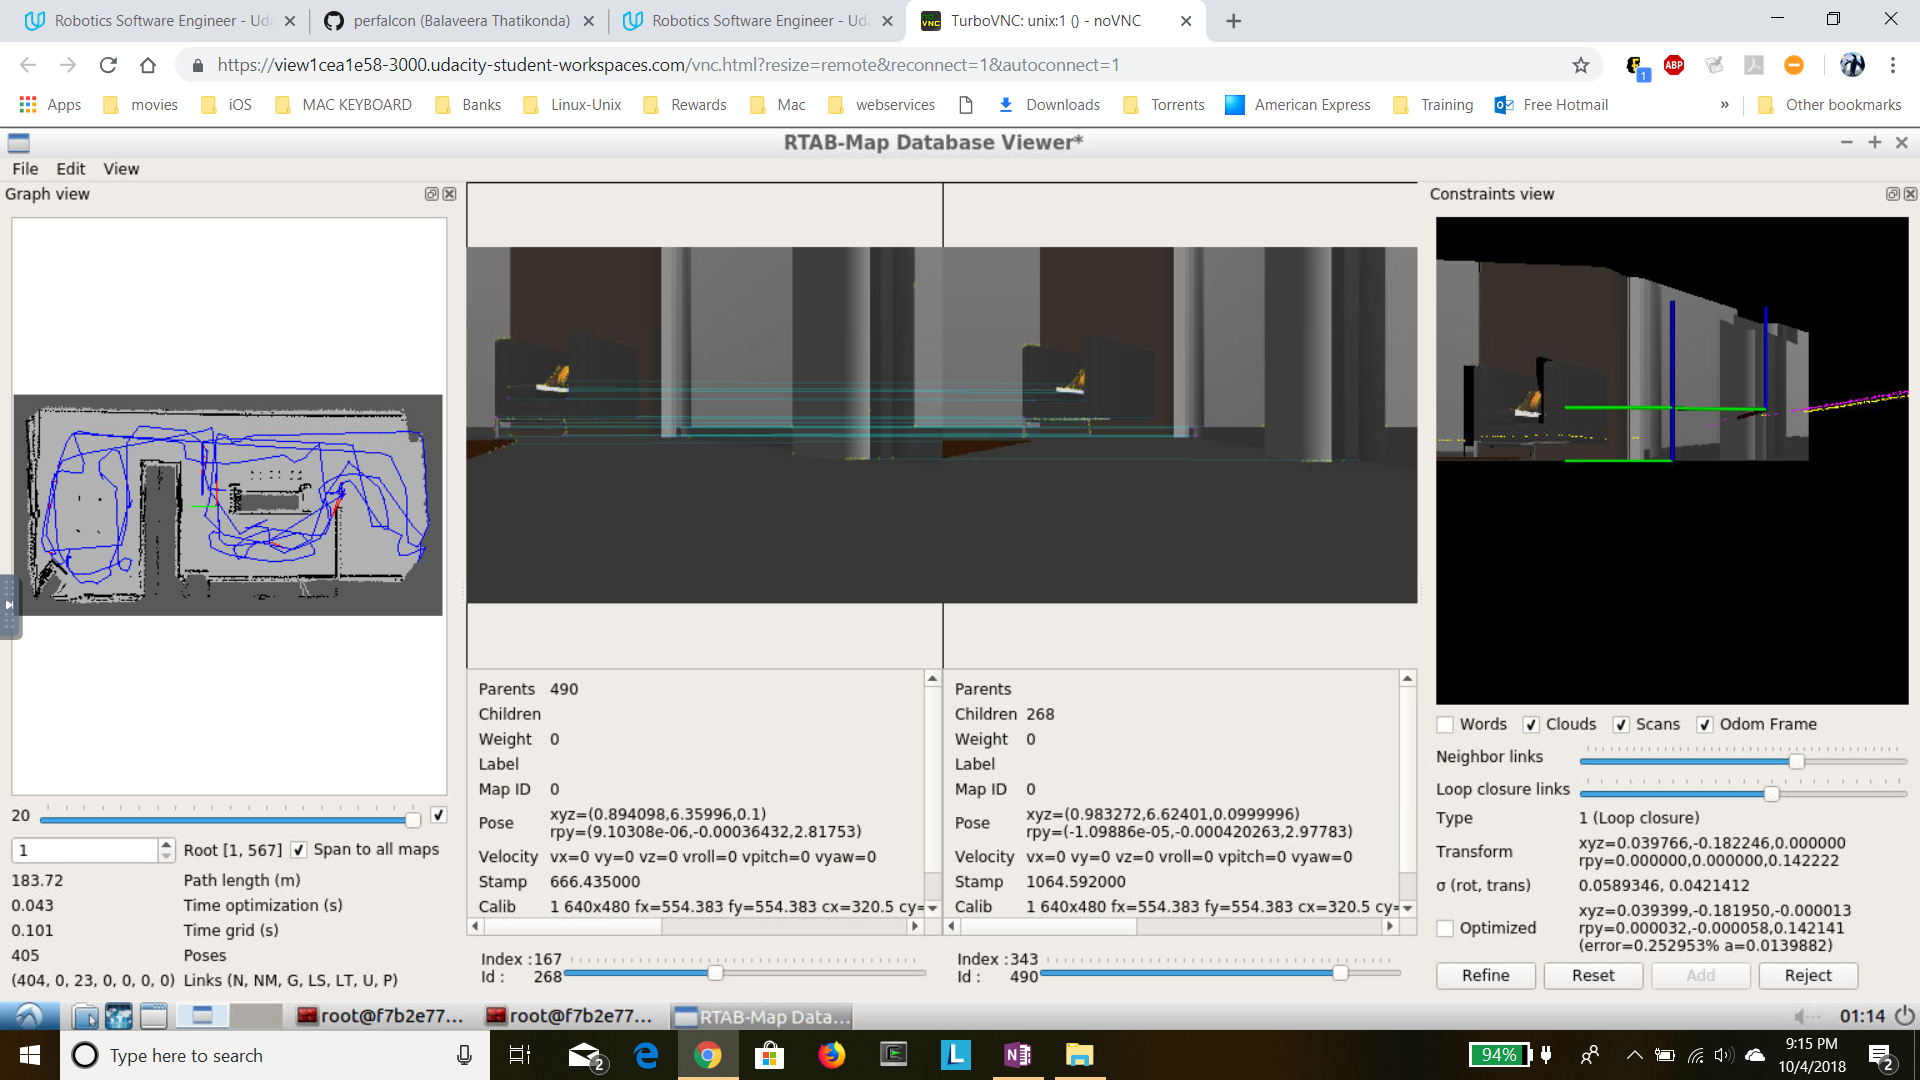 Robotics Software Engineer - Uda
perfalcon (Balaveera Thatikonda)
Robotics Software Engineer - Uda
TurboVNC: unix:1 () - noVNC
https://view1cea1e58-3000.udacity-student-workspaces.com/vnc.html?resize=remote&reconnect=1&autoconnect=1
1
ABP
Apps
movies
iOS
MAC KEYBOARD
Banks
Linux-Unix
Rewards
Mac
webservices
Downloads
Torrents
American Express
Training
Free Hotmail
»
Other bookmarks
RTAB-Map Database Viewer*
File Edit View
Graph view
Constraints view
20
1
Root [1, 567]
Span to all maps
183.72 Path length (m)
0.043 Time optimization (s)
0.101 Time grid (s)
405 Poses
(404, 0, 23, 0, 0, 0, 0) Links (N, NM, G, LS, LT, U, P)
Parents 490
Children
Weight 0
Label
Map ID 0
Pose xyz=(0.894098,6.35996,0.1)
rpy=(9.10308e-06,-0.00036432,2.81753)
Velocity vx=0 vy=0 vz=0 vroll=0 vpitch=0 vyaw=0
Stamp 666.435000
Calib 1 640x480 fx=554.383 fy=554.383 cx=320.5 cy=
Index :167
Id : 268
Parents
Children 268
Weight 0
Label
Map ID 0
Pose xyz=(0.983272,6.62401,0.0999996)
rpy=(-1.09886e-05,-0.000420263,2.97783)
Velocity vx=0 vy=0 vz=0 vroll=0 vpitch=0 vyaw=0
Stamp 1064.592000
Calib 1 640x480 fx=554.383 fy=554.383 cx=320.5 cy=
Index :343
Id : 490
Words Clouds Scans Odom Frame
Neighbor links
Loop closure links
Type 1 (Loop closure)
Transform xyz=0.039766,-0.182246,0.000000
rpy=0.000000,0.000000,0.142222
σ (rot, trans) 0.0589346, 0.0421412
Optimized xyz=0.039399,-0.181950,-0.000013
rpy=0.000032,-0.000058,0.142141
(error=0.252953% a=0.0139882)
Refine Reset Add Reject
root@f7b2e77...
root@f7b2e77...
RTAB-Map Data...
01:14
Type here to search
2
94%
9:15 PM
10/4/2018
2